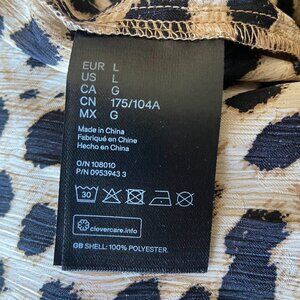 EUR L
US L
CA G
CN 175/104A
MX G
Made in China
Fabriqué en Chine
Hecho en China
O/N 108010
P/N 0953943 3
30
clevercare.info
GB SHELL: 100% POLYESTER.